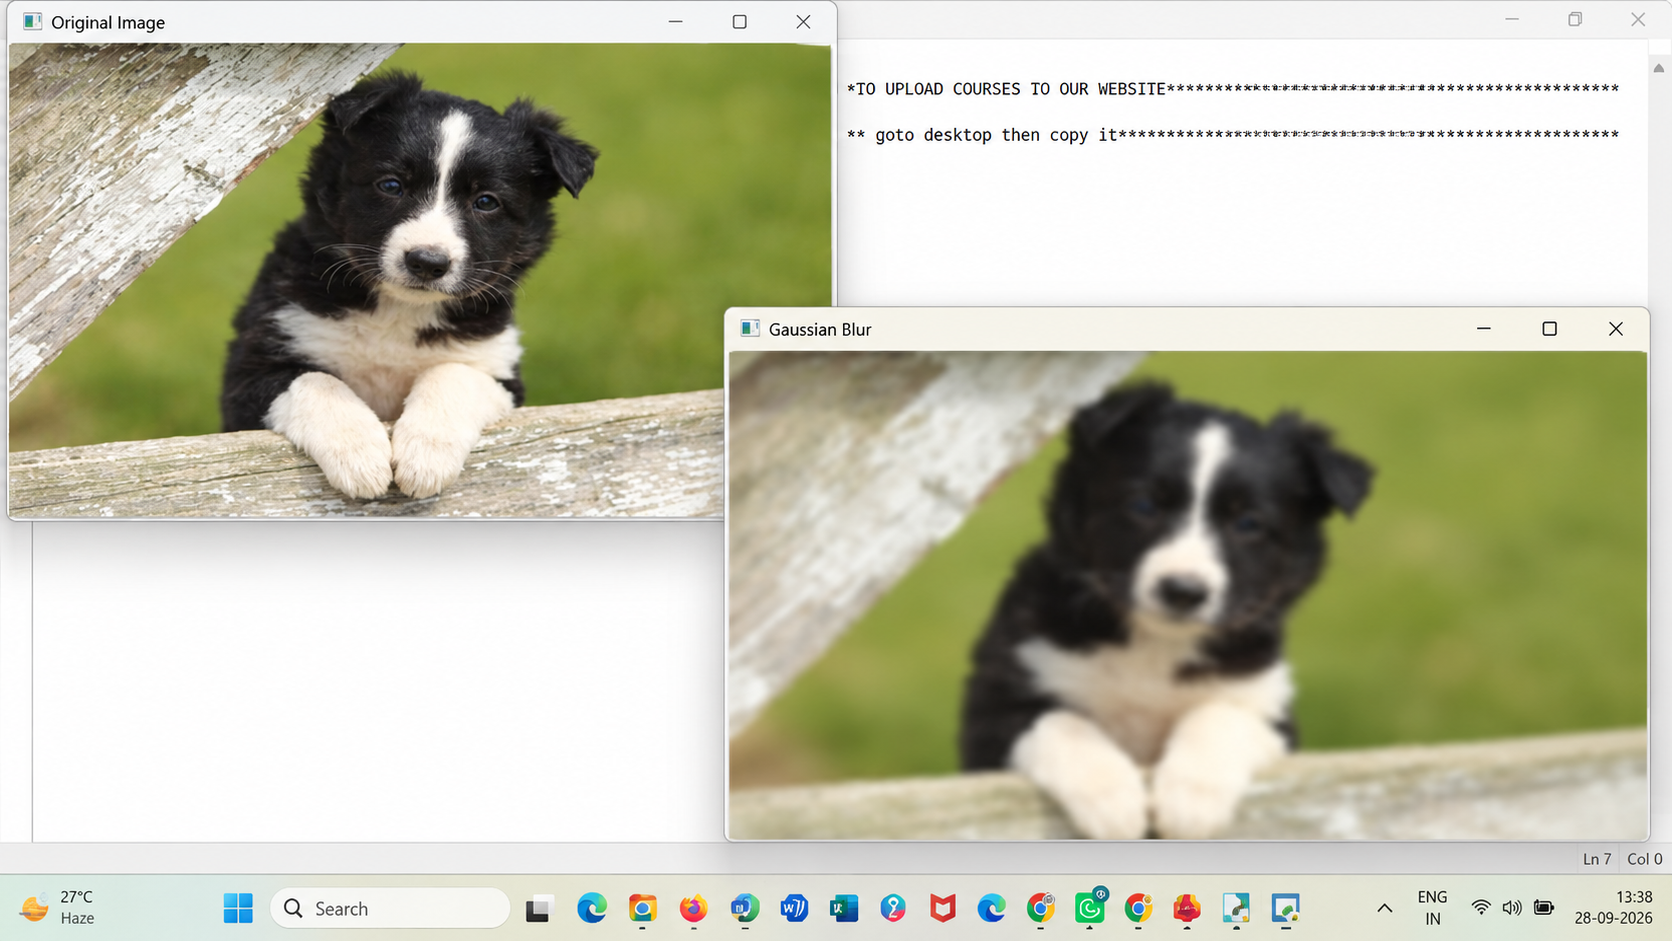 Original Image
*TO UPLOAD COURSES TO OUR WEBSITE***********************************************
** goto desktop then copy it****************************************************
Gaussian Blur
Ln 7 Col 0
27°C
Haze
Search
ENG
IN
13:38
28-09-2026